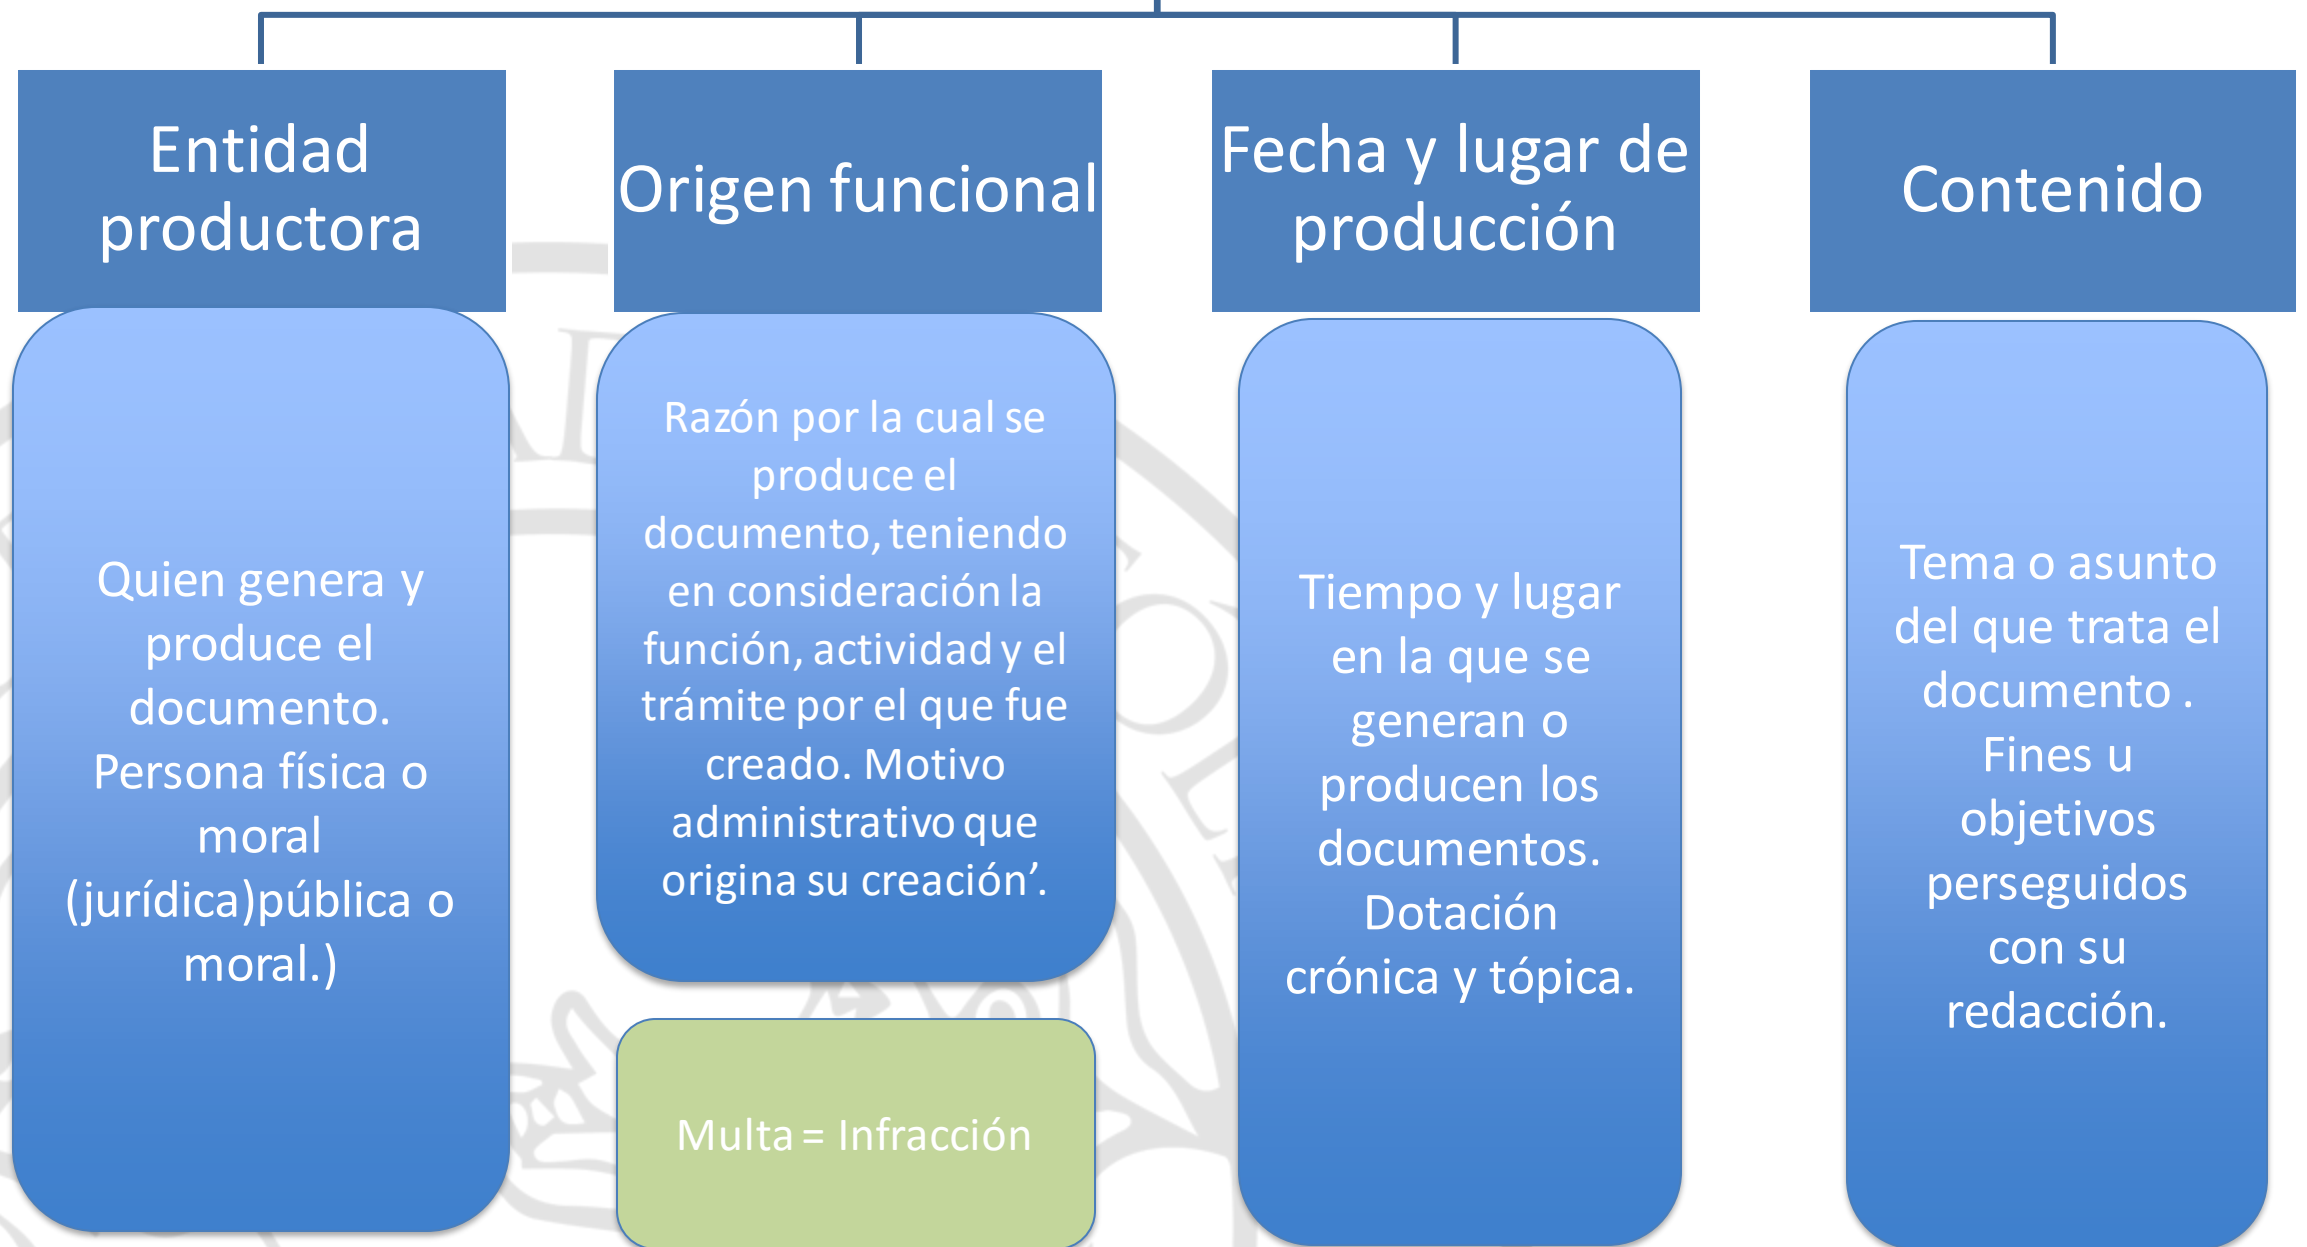 Entidad
productora
Quien genera y
produce el
documento.
Persona física o
moral
(jurídica)pública o
moral.)
Origen funcional
Razón por la cual se
produce el
documento, teniendo
en consideración la
función, actividad y el
trámite por el que fue
creado. Motivo
administrativo que
origina su creación’.
Multa = Infracción
Fecha y lugar de
producción
Tiempo y lugar
en la que se
generan o
producen los
documentos.
Dotación
crónica y tópica.
Contenido
Tema o asunto
del que trata el
documento .
Fines u
objetivos
perseguidos
con su
redacción.